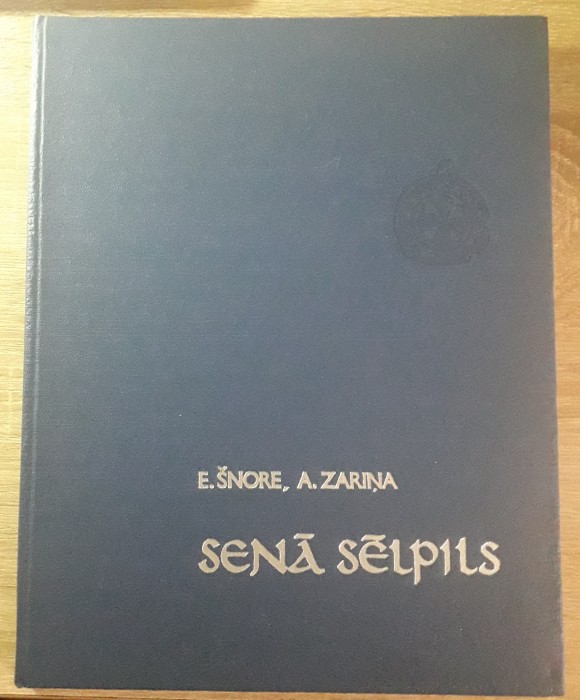 E. ŠNORE, A. ZARIŅA
SENĀ SĒLPILS